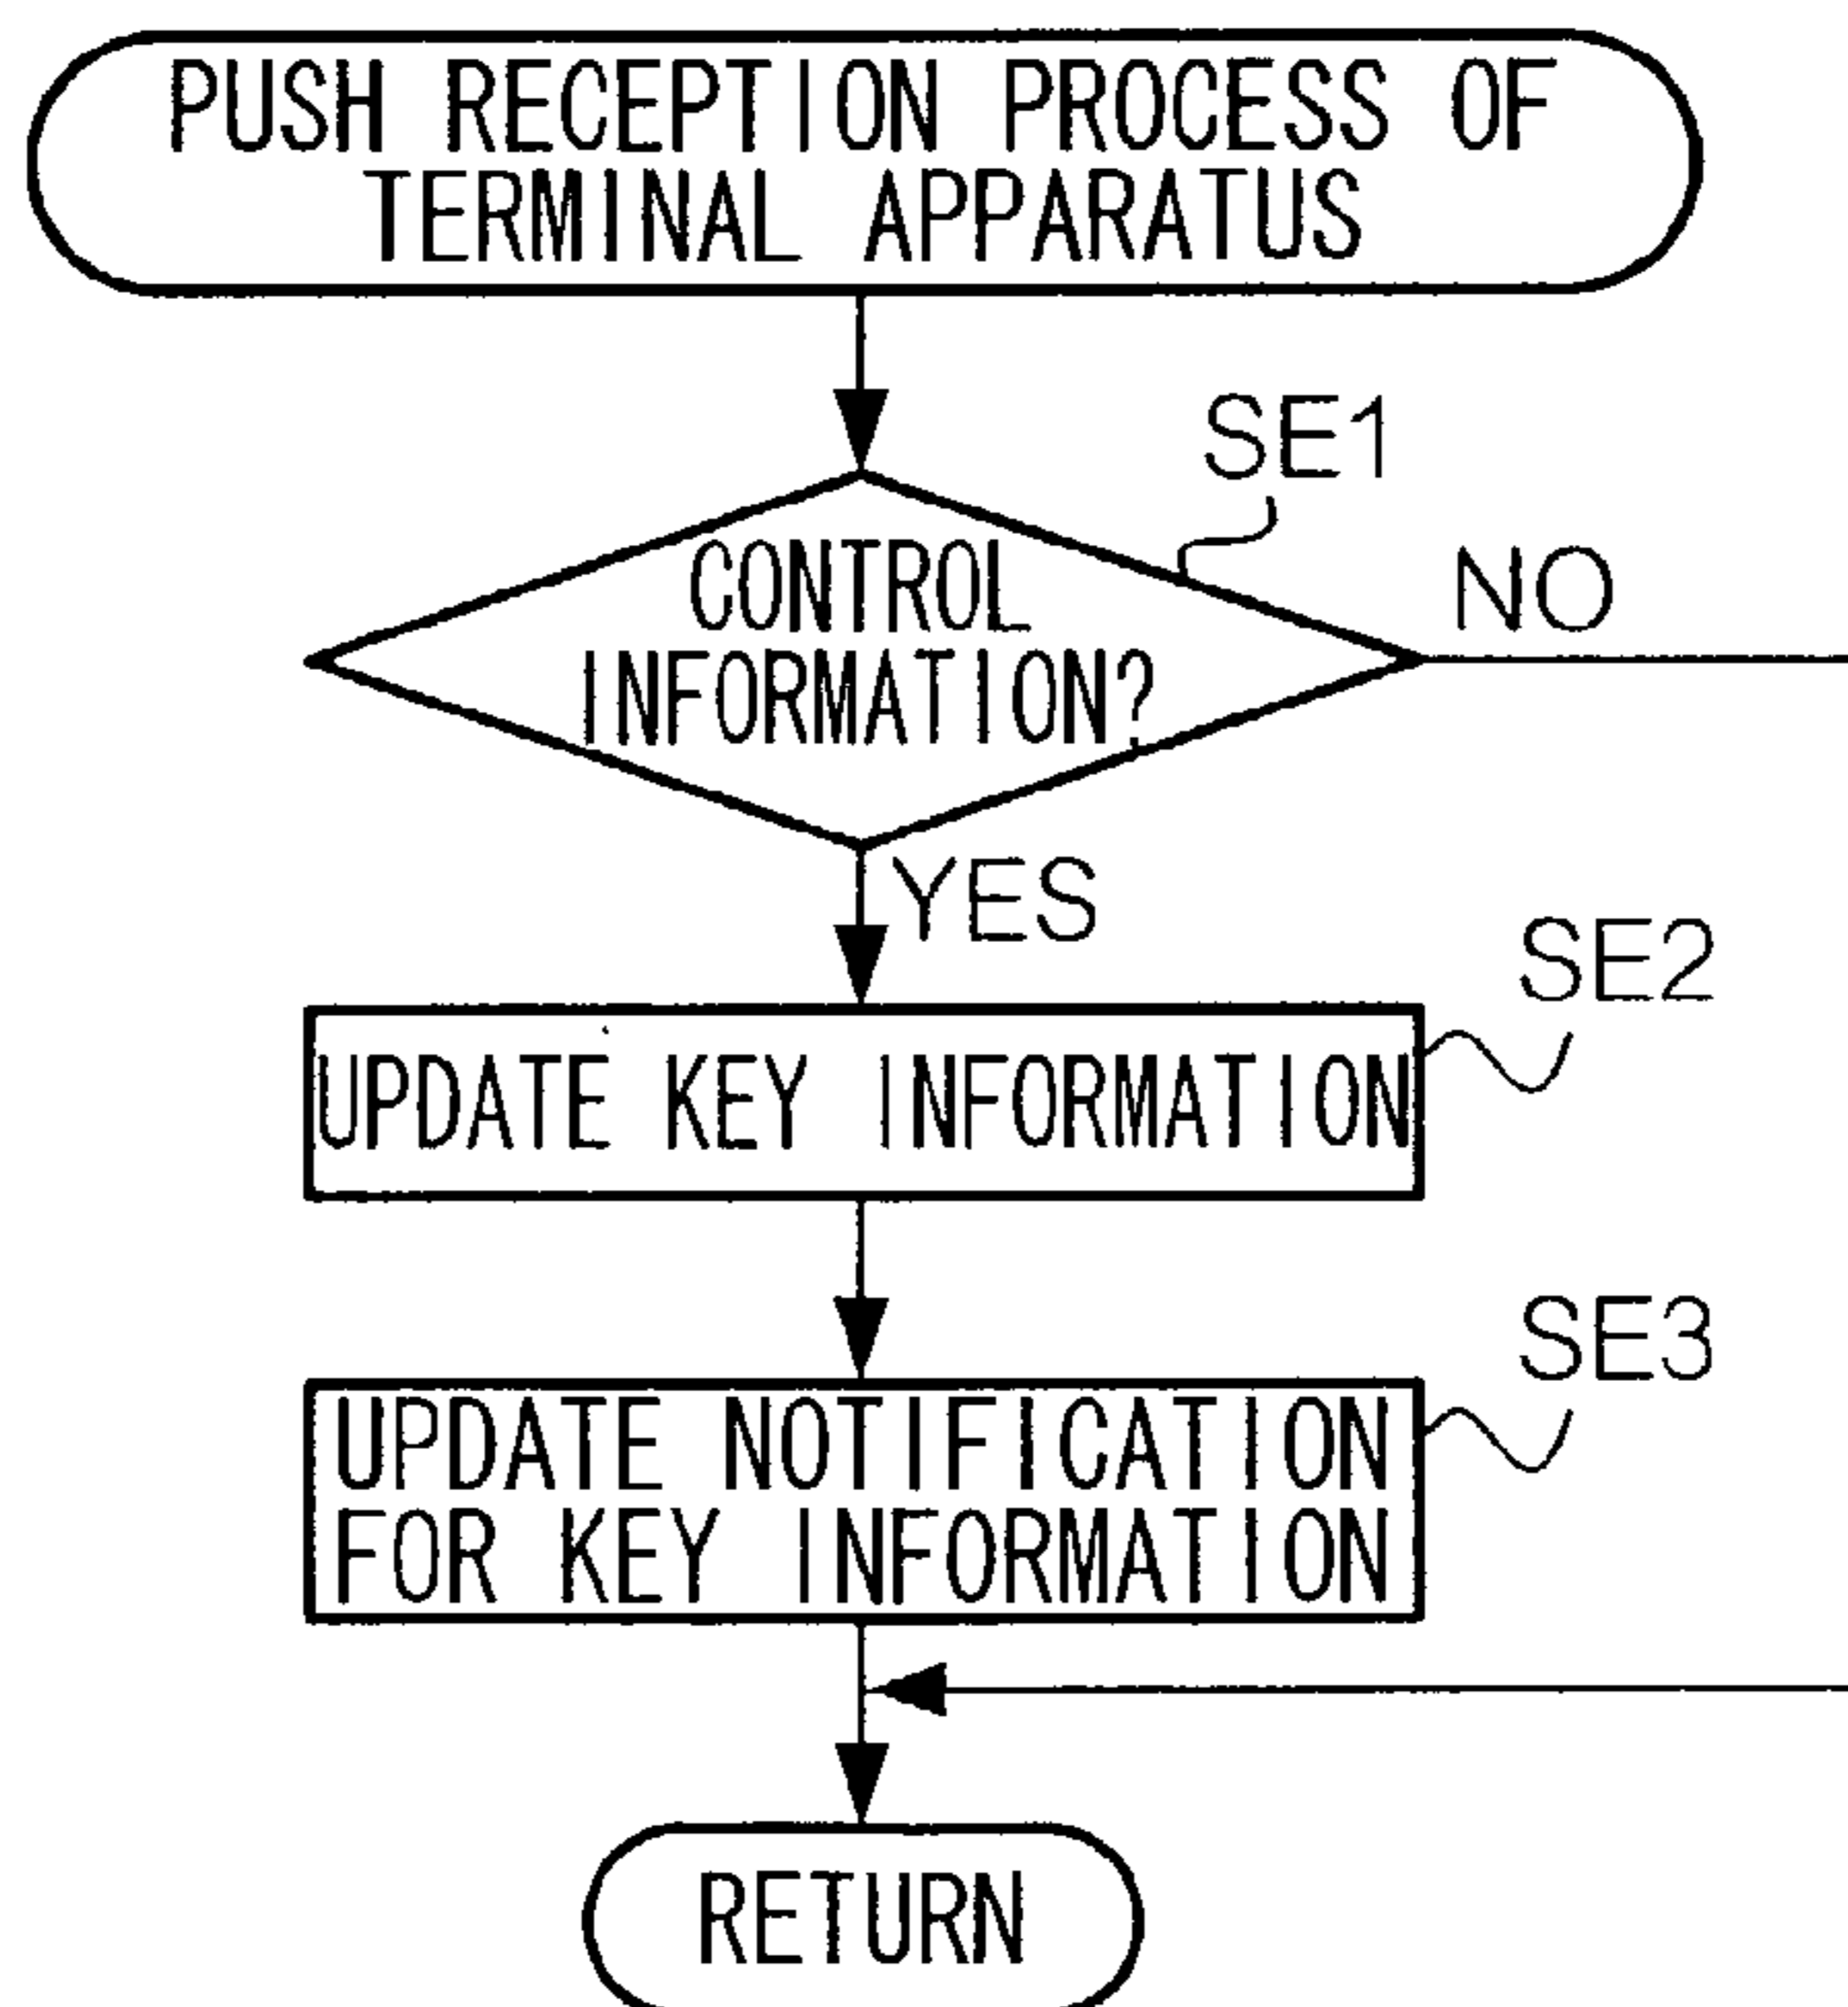 PUSH RECEPTION PROCESS OF
TERMINAL APPARATUS
SE1
CONTROL
INFORMATION?
NO
YES
SE2
UPDATE KEY INFORMATION
SE3
UPDATE NOTIFICATION
FOR KEY INFORMATION
RETURN